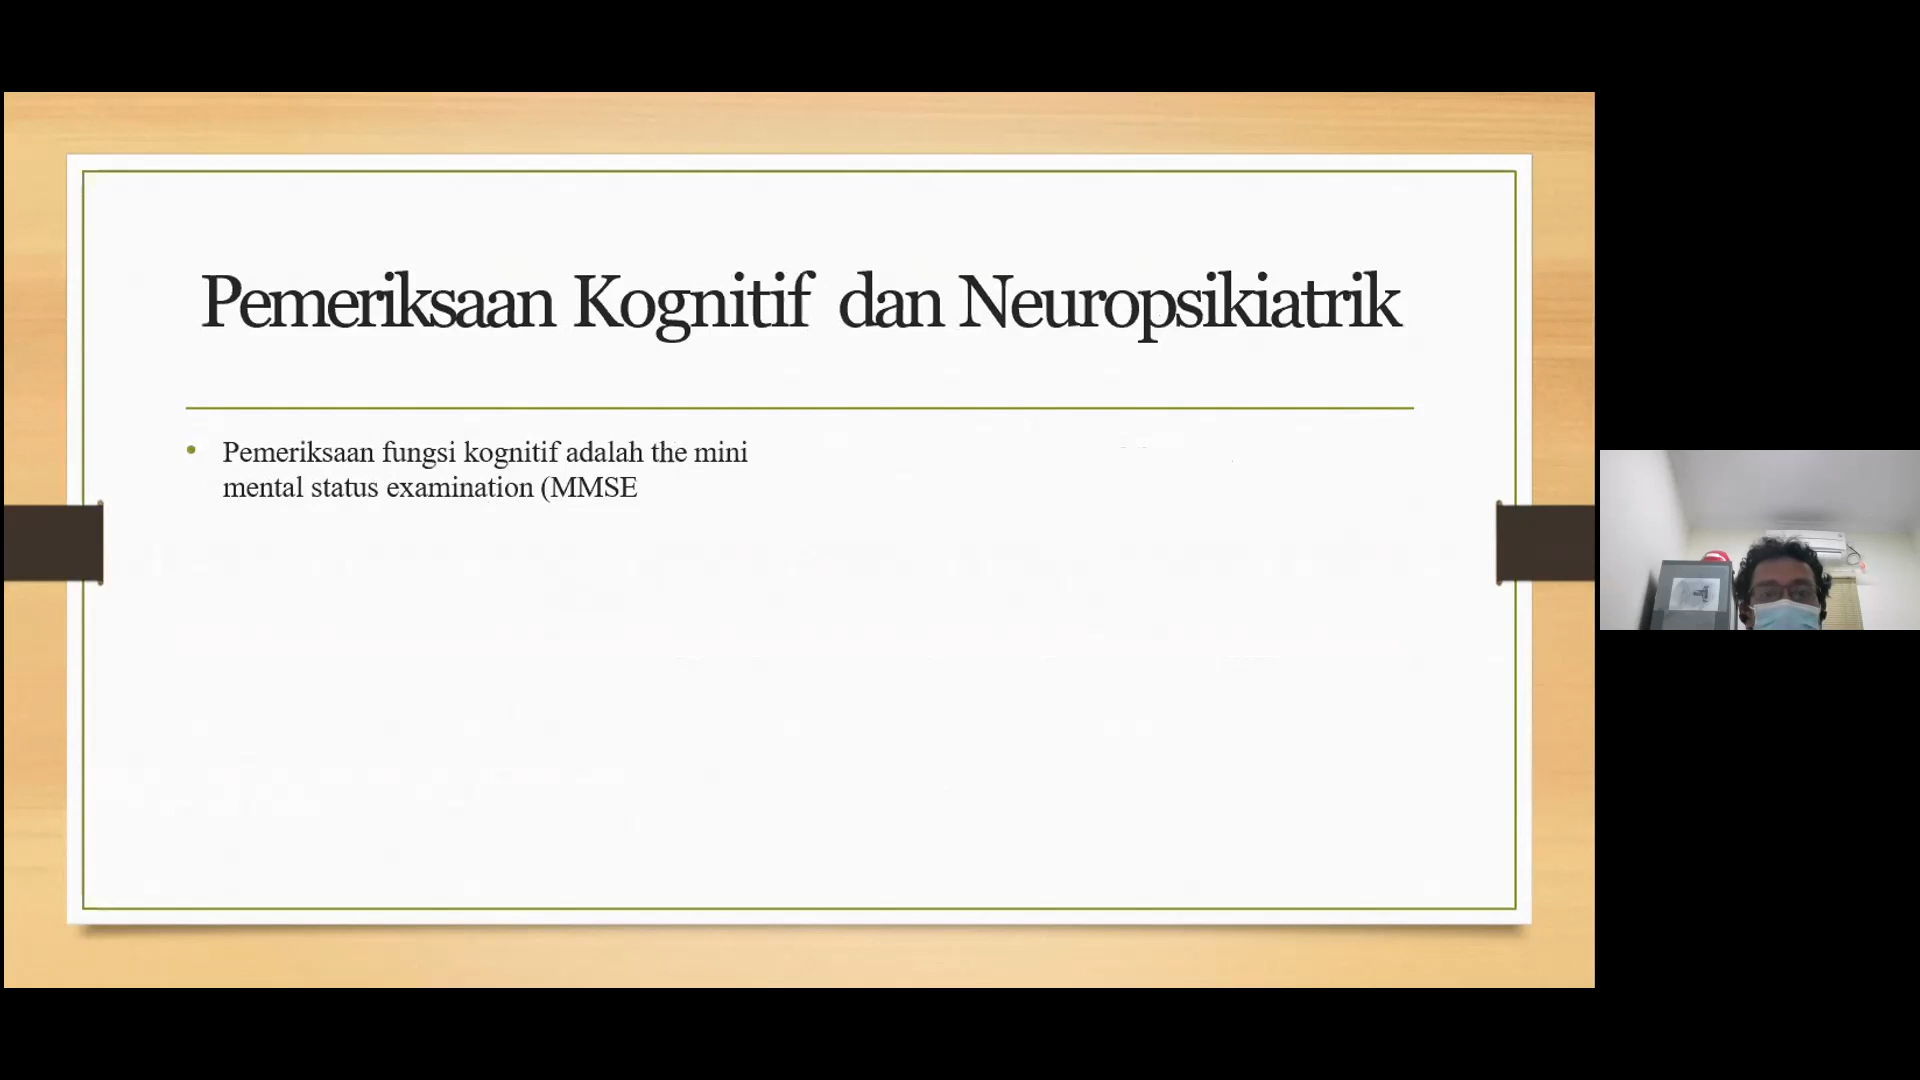 Pemeriksaan Kognitif dan Neuropsikiatrik
• Pemeriksaan fungsi kognitif adalah the mini
mental status examination (MMSE